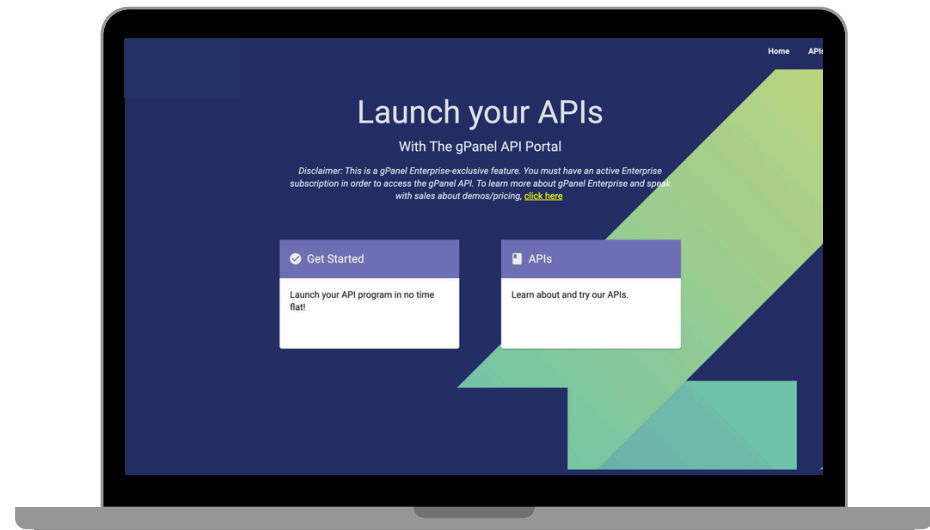 Home APIs
Launch your APIs
With The gPanel API Portal
Disclaimer: This is a gPanel Enterprise-exclusive feature. You must have an active Enterprise
subscription in order to access the gPanel API. To learn more about gPanel Enterprise and speak
with sales about demos/pricing, click here
Get Started
Launch your API program in no time
flat!
APIs
Learn about and try our APIs.